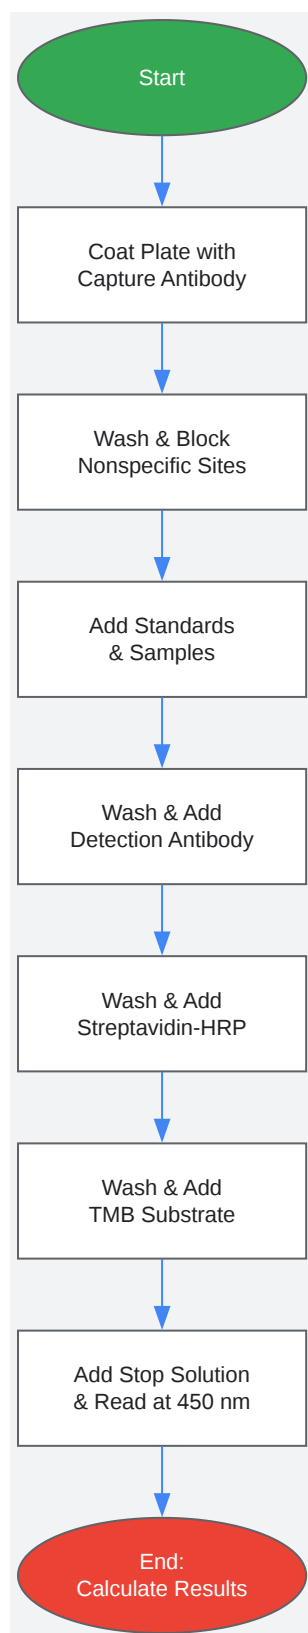 Start
Coat Plate with
Capture Antibody
Wash & Block
Nonspecific Sites
Add Standards
& Samples
Wash & Add
Detection Antibody
Wash & Add
Streptavidin-HRP
Wash & Add
TMB Substrate
Add Stop Solution
& Read at 450 nm
End:
Calculate Results